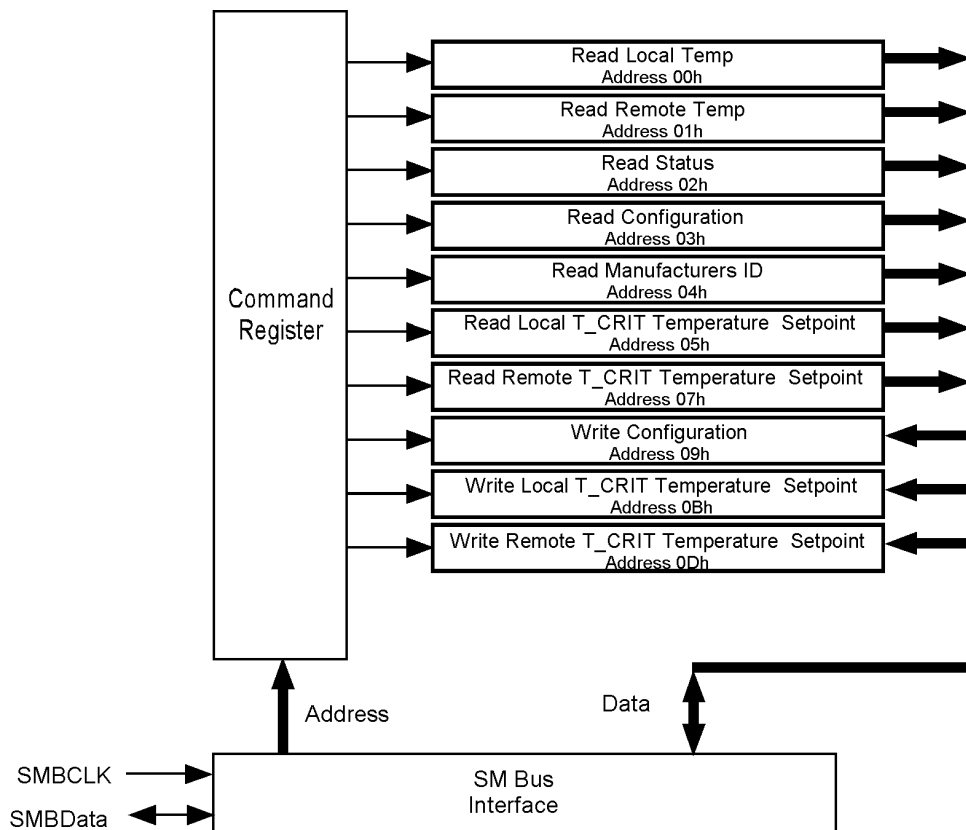 Read Local Temp
Address 00h
Read Remote Temp
Address 01h
Read Status
Address 02h
Read Configuration
Address 03h
Read Manufacturers ID
Address 04h
Read Local T_CRIT Temperature  Setpoint
Address 05h
Read Remote T_CRIT Temperature  Setpoint
Address 07h
Write Configuration
Address 09h
Write Local T_CRIT Temperature  Setpoint
Address 0Bh
Write Remote T_CRIT Temperature  Setpoint
Address 0Dh
Command
Register
Address
Data
SMBCLK
SMBData
SM Bus
Interface